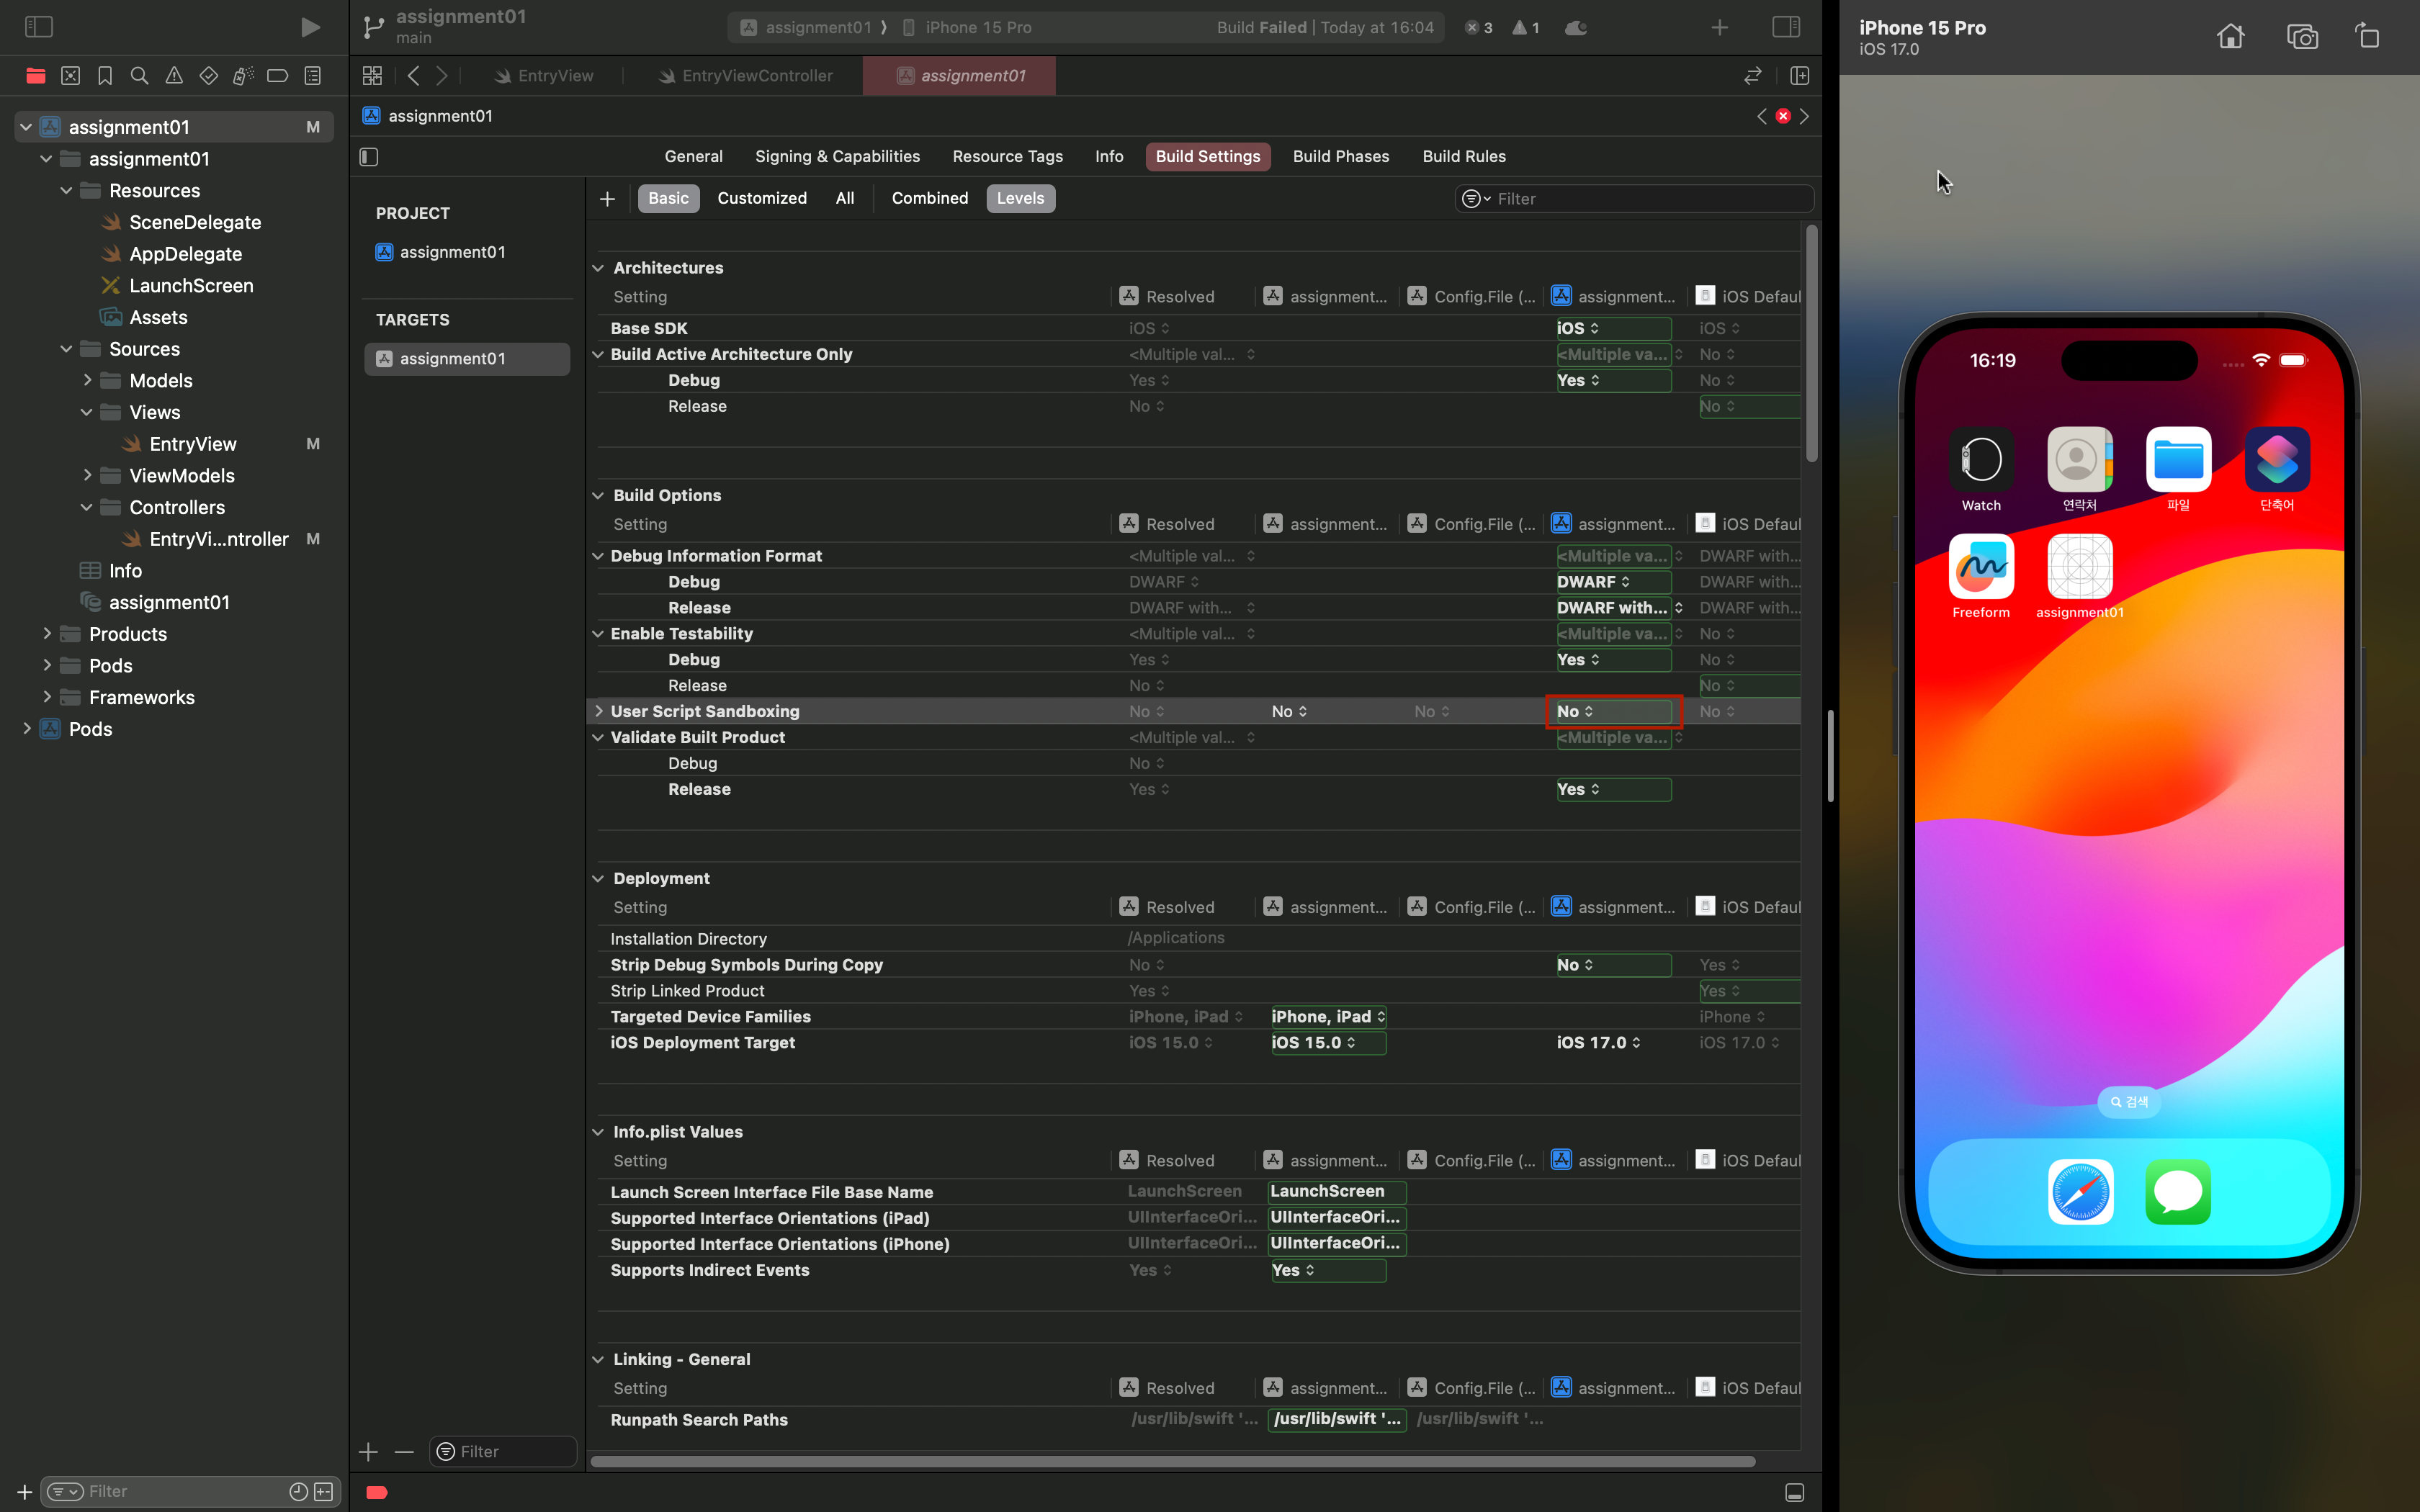 assignment01
main
assignment01 ⟩ iPhone 15 Pro
Build Failed | Today at 16:04
3
1
EntryView
EntryViewController
assignment01
assignment01
General
Signing & Capabilities
Resource Tags
Info
Build Settings
Build Phases
Build Rules
assignment01 M
assignment01
Resources
SceneDelegate
AppDelegate
LaunchScreen
Assets
Sources
Models
Views
EntryView M
ViewModels
Controllers
EntryVi...ntroller M
Info
assignment01
Products
Pods
Frameworks
Pods
Filter
PROJECT
assignment01
TARGETS
assignment01
Filter
Basic
Customized
All
Combined
Levels
Filter
Architectures
Setting Resolved assignment... Config.File (... assignment... iOS Defaul
Base SDK iOS iOS iOS
Build Active Architecture Only <Multiple val... <Multiple va... No
Debug Yes Yes No
Release No No
Build Options
Setting Resolved assignment... Config.File (... assignment... iOS Defaul
Debug Information Format <Multiple val... <Multiple va... DWARF with...
Debug DWARF DWARF DWARF with...
Release DWARF with... DWARF with... DWARF with...
Enable Testability <Multiple val... <Multiple va... No
Debug Yes Yes No
Release No No
User Script Sandboxing No No No No No
Validate Built Product <Multiple val... <Multiple va...
Debug No
Release Yes Yes
Deployment
Setting Resolved assignment... Config.File (... assignment... iOS Defaul
Installation Directory /Applications
Strip Debug Symbols During Copy No No Yes
Strip Linked Product Yes Yes
Targeted Device Families iPhone, iPad iPhone, iPad iPhone
iOS Deployment Target iOS 15.0 iOS 15.0 iOS 17.0 iOS 17.0
Info.plist Values
Setting Resolved assignment... Config.File (... assignment... iOS Defaul
Launch Screen Interface File Base Name LaunchScreen LaunchScreen
Supported Interface Orientations (iPad) UIInterfaceOri... UIInterfaceOri...
Supported Interface Orientations (iPhone) UIInterfaceOri... UIInterfaceOri...
Supports Indirect Events Yes Yes
Linking - General
Setting Resolved assignment... Config.File (... assignment... iOS Defaul
Runpath Search Paths /usr/lib/swift '... /usr/lib/swift '... /usr/lib/swift '...
iPhone 15 Pro
iOS 17.0
16:19
Watch 연락처 파일 단축어
Freeform assignment01
검색